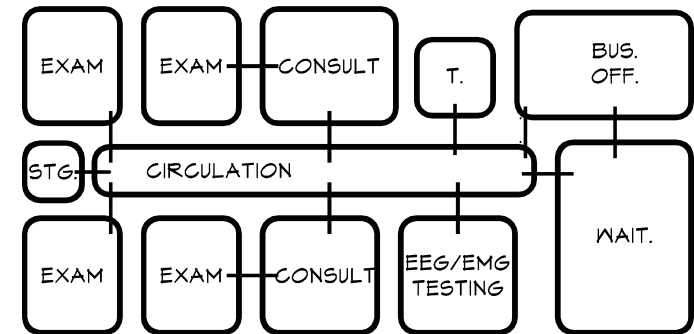 EXAM
EXAM
CONSULT
T.
BUS.
OFF.
STG.
CIRCULATION
WAIT.
EXAM
EXAM
CONSULT
EEG/EMG
TESTING